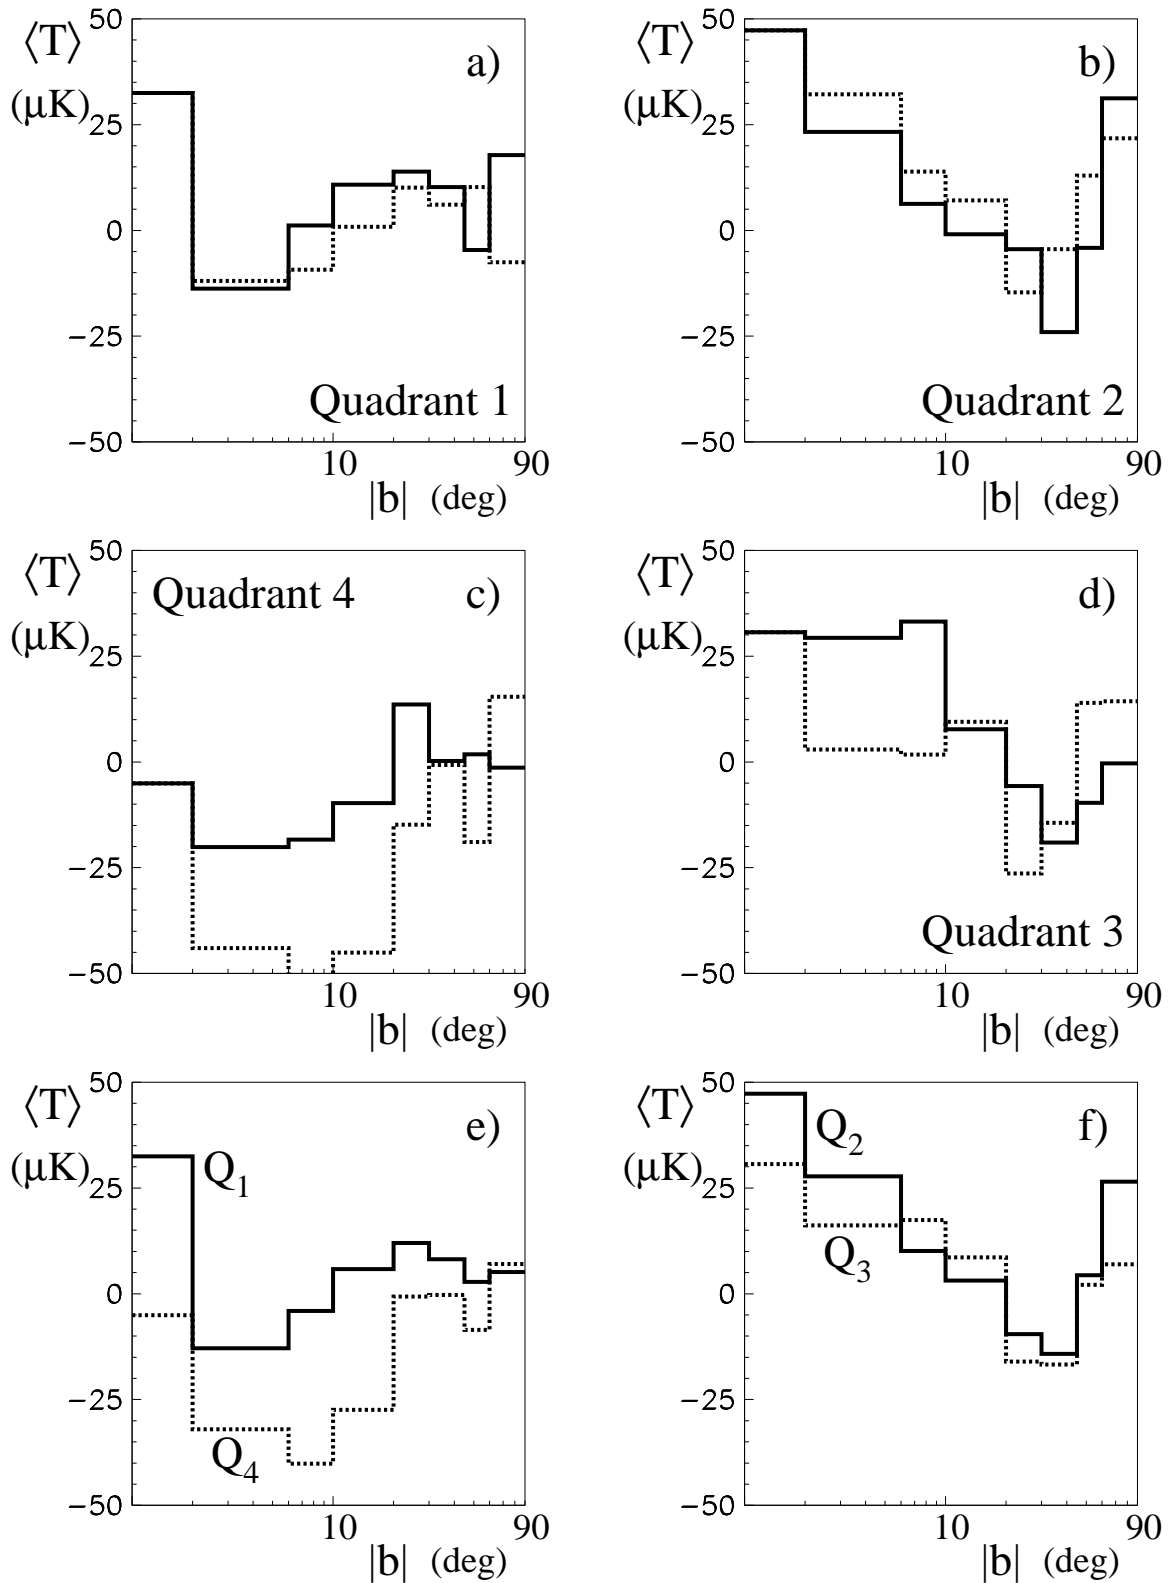 50 50
⟨T⟩ a) ⟨T⟩ b)
(μK) 25 (μK) 25
0 0
−25 −25
Quadrant 1 Quadrant 2
−50 −50
10 90 10 90
|b| (deg) |b| (deg)
50 50
⟨T⟩ Quadrant 4 c) ⟨T⟩ d)
(μK) 25 (μK) 25
0 0
−25 −25
Quadrant 3
−50 −50
10 90 10 90
|b| (deg) |b| (deg)
50 50
⟨T⟩ e) ⟨T⟩ Q2 f)
(μK) 25 Q1 (μK) 25
Q3
0 0
−25 −25
Q4
−50 −50
10 90 10 90
|b| (deg) |b| (deg)